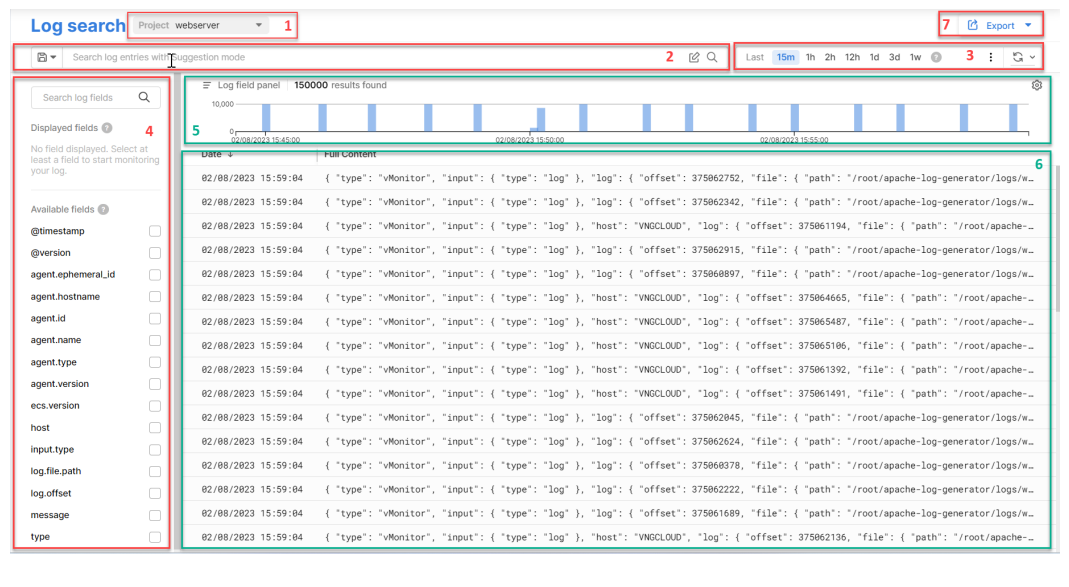 Log search Project webserver 1 7 Export
Search log entries with Suggestion mode 2 Last 15m 1h 2h 12h 1d 3d 1w ? 3
Search log fields
4
Displayed fields ?
No field displayed. Select at
least a field to start monitoring
your log.
Available fields ?
@timestamp
@version
agent.ephemeral_id
agent.hostname
agent.id
agent.name
agent.type
agent.version
ecs.version
host
input.type
log.file.path
log.offset
message
type
Log field panel 150000 results found
10,000
5 0
02/08/2023 15:45:00 02/08/2023 15:50:00 02/08/2023 15:55:00
Date ↓ Full Content 6
02/08/2023 15:59:04 { "type": "vMonitor", "input": { "type": "log" }, "log": { "offset": 375062752, "file": { "path": "/root/apache-log-generator/logs/w…
02/08/2023 15:59:04 { "type": "vMonitor", "input": { "type": "log" }, "log": { "offset": 375062342, "file": { "path": "/root/apache-log-generator/logs/w…
02/08/2023 15:59:04 { "type": "vMonitor", "input": { "type": "log" }, "host": "VNGCLOUD", "log": { "offset": 375061194, "file": { "path": "/root/apache-…
02/08/2023 15:59:04 { "type": "vMonitor", "input": { "type": "log" }, "log": { "offset": 375062915, "file": { "path": "/root/apache-log-generator/logs/w…
02/08/2023 15:59:04 { "type": "vMonitor", "input": { "type": "log" }, "host": "VNGCLOUD", "log": { "offset": 375060897, "file": { "path": "/root/apache-…
02/08/2023 15:59:04 { "type": "vMonitor", "input": { "type": "log" }, "host": "VNGCLOUD", "log": { "offset": 375064665, "file": { "path": "/root/apache-…
02/08/2023 15:59:04 { "type": "vMonitor", "input": { "type": "log" }, "host": "VNGCLOUD", "log": { "offset": 375065487, "file": { "path": "/root/apache-…
02/08/2023 15:59:04 { "type": "vMonitor", "input": { "type": "log" }, "host": "VNGCLOUD", "log": { "offset": 375065106, "file": { "path": "/root/apache-…
02/08/2023 15:59:04 { "type": "vMonitor", "input": { "type": "log" }, "host": "VNGCLOUD", "log": { "offset": 375061392, "file": { "path": "/root/apache-…
02/08/2023 15:59:04 { "type": "vMonitor", "input": { "type": "log" }, "host": "VNGCLOUD", "log": { "offset": 375061491, "file": { "path": "/root/apache-…
02/08/2023 15:59:04 { "type": "vMonitor", "input": { "type": "log" }, "log": { "offset": 375062045, "file": { "path": "/root/apache-log-generator/logs/w…
02/08/2023 15:59:04 { "type": "vMonitor", "input": { "type": "log" }, "log": { "offset": 375062624, "file": { "path": "/root/apache-log-generator/logs/w…
02/08/2023 15:59:04 { "type": "vMonitor", "input": { "type": "log" }, "log": { "offset": 375060378, "file": { "path": "/root/apache-log-generator/logs/w…
02/08/2023 15:59:04 { "type": "vMonitor", "input": { "type": "log" }, "log": { "offset": 375062222, "file": { "path": "/root/apache-log-generator/logs/w…
02/08/2023 15:59:04 { "type": "vMonitor", "input": { "type": "log" }, "log": { "offset": 375061689, "file": { "path": "/root/apache-log-generator/logs/w…
02/08/2023 15:59:04 { "type": "vMonitor", "input": { "type": "log" }, "host": "VNGCLOUD", "log": { "offset": 375062136, "file": { "path": "/root/apache-…